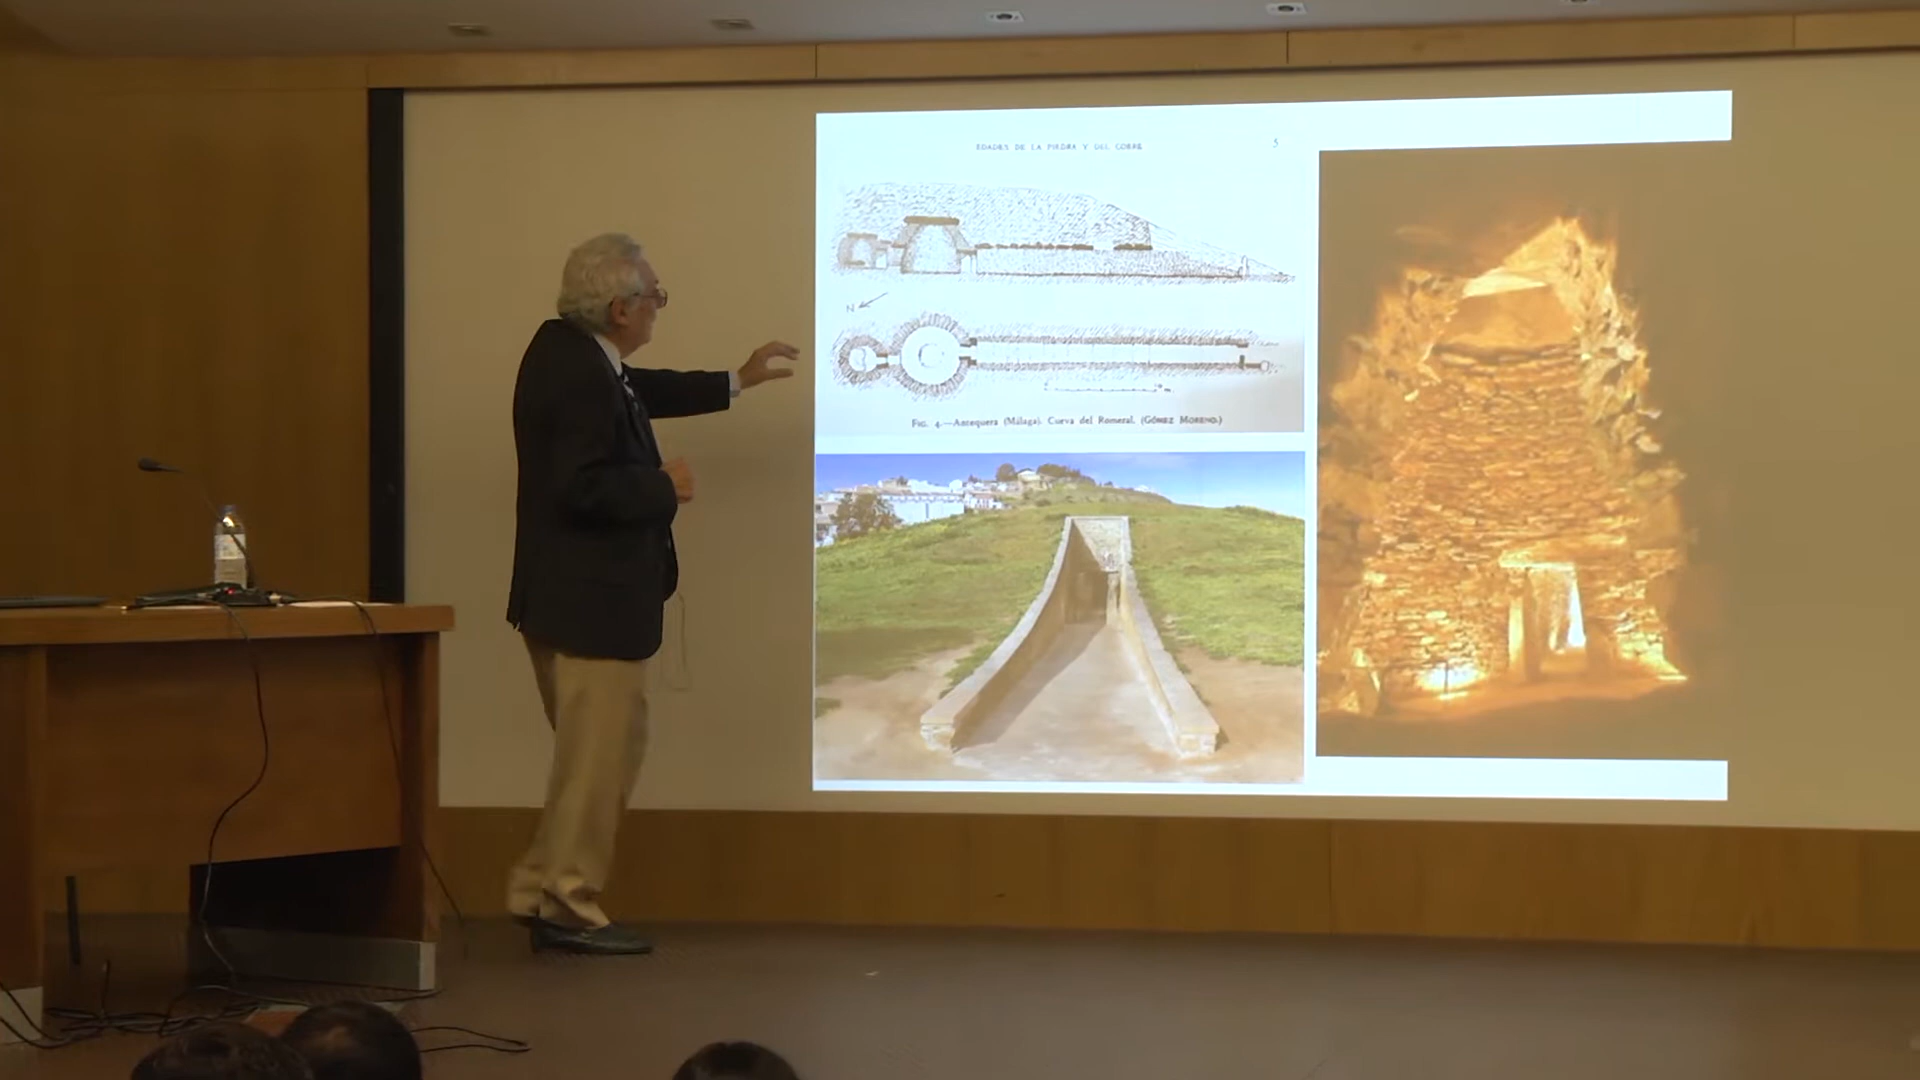 EDADES DE LA PIEDRA Y DEL COBRE 5
N
FIG. 4.—Antequera (Málaga). Cueva del Romeral. (GÓMEZ MORENO.)